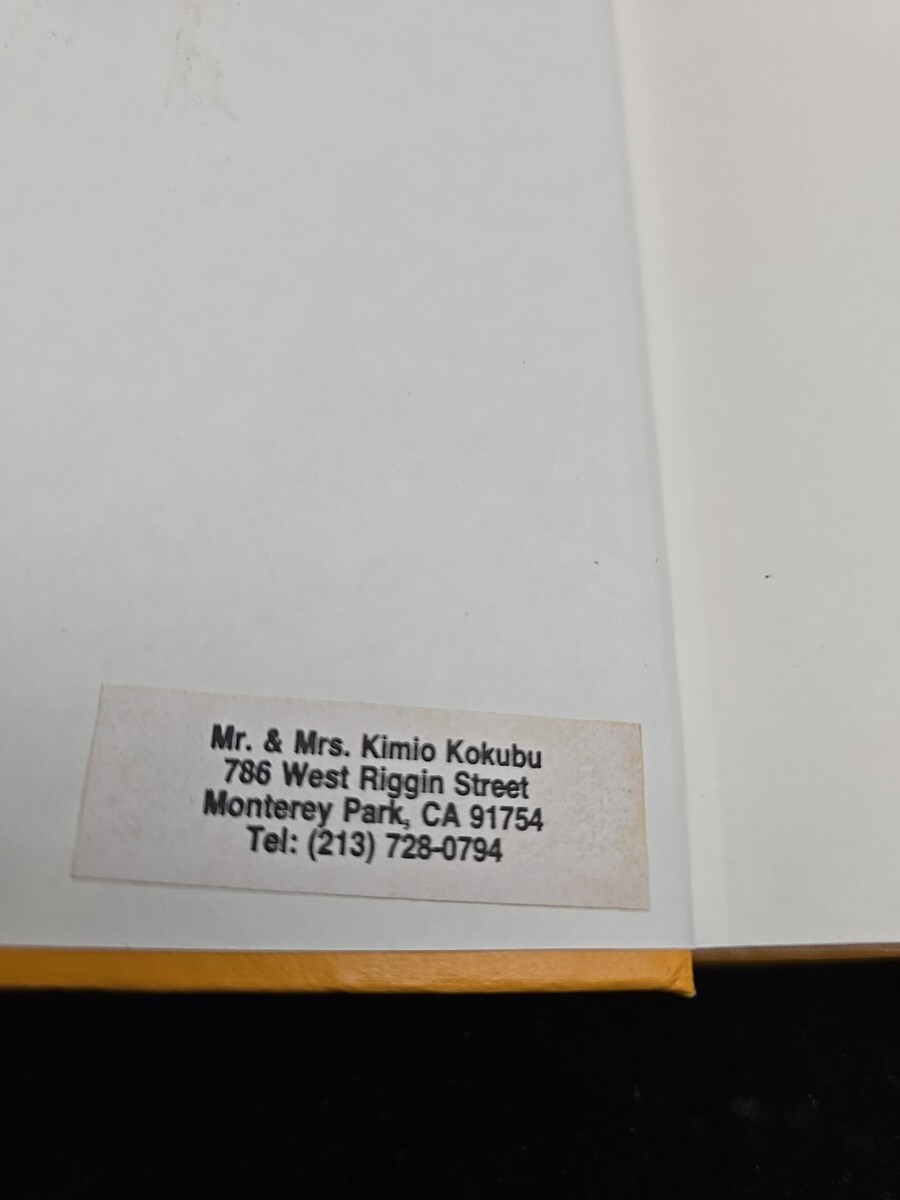 Mr. & Mrs. Kimio Kokubu
786 West Riggin Street
Monterey Park, CA 91754
Tel: (213) 728-0794